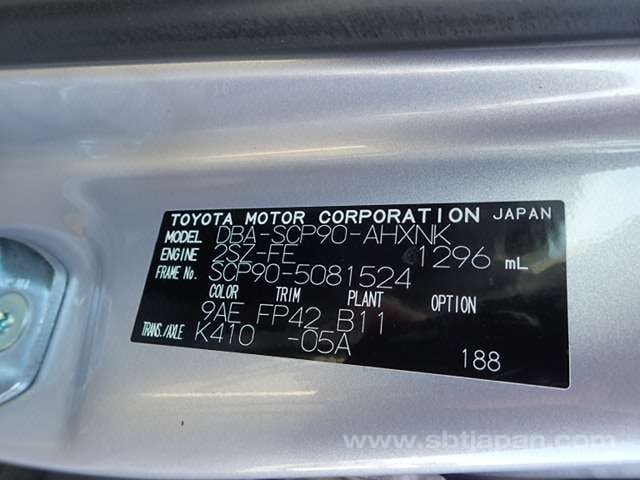 TOYOTA MOTOR CORPORATION JAPAN
MODEL DBA-SCP90-AHXNK
ENGINE 2SZ-FE 1296 mL
FRAME No. SCP90-5081524
COLOR TRIM PLANT OPTION
9AE FP42 B11
TRANS./AXLE K410 -05A
188
www.sbtjapan.com